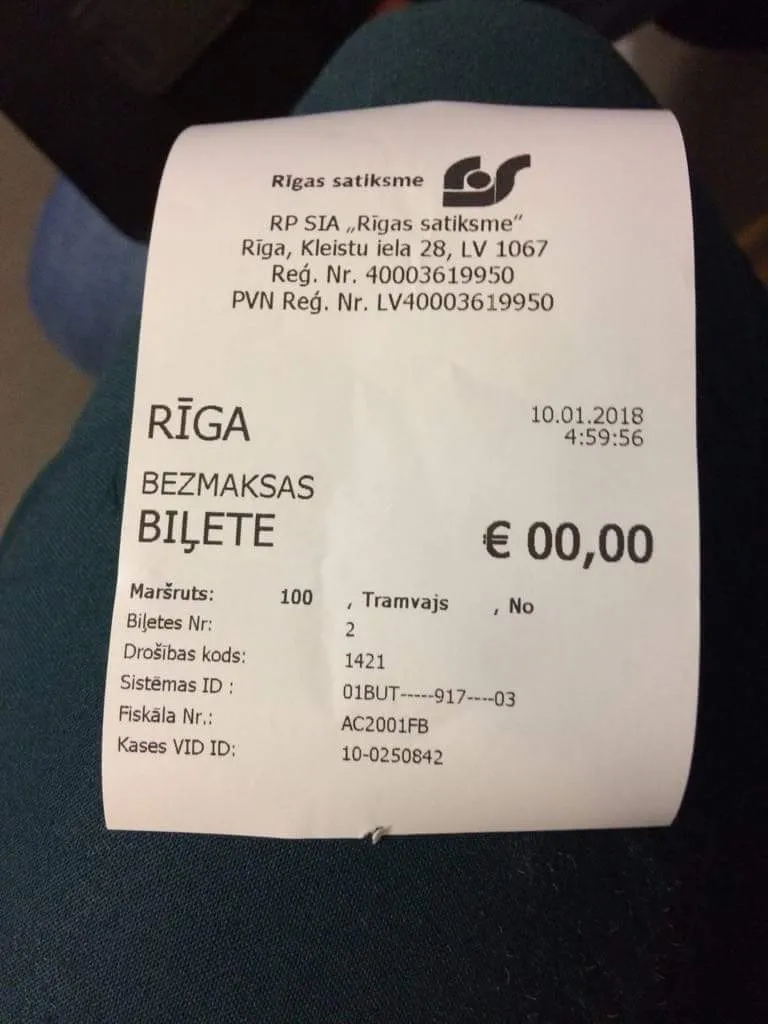 Rīgas satiksme
RP SIA „Rīgas satiksme“
Rīga, Kleistu iela 28, LV 1067
Reģ. Nr. 40003619950
PVN Reģ. Nr. LV40003619950
RĪGA
10.01.2018
4:59:56
BEZMAKSAS
BIĻETE
€ 00,00
Maršruts: 100 , Tramvajs , No
Biļetes Nr: 2
Drošības kods: 1421
Sistēmas ID : 01BUT-----917----03
Fiskāla Nr.: AC2001FB
Kases VID ID: 10-0250842